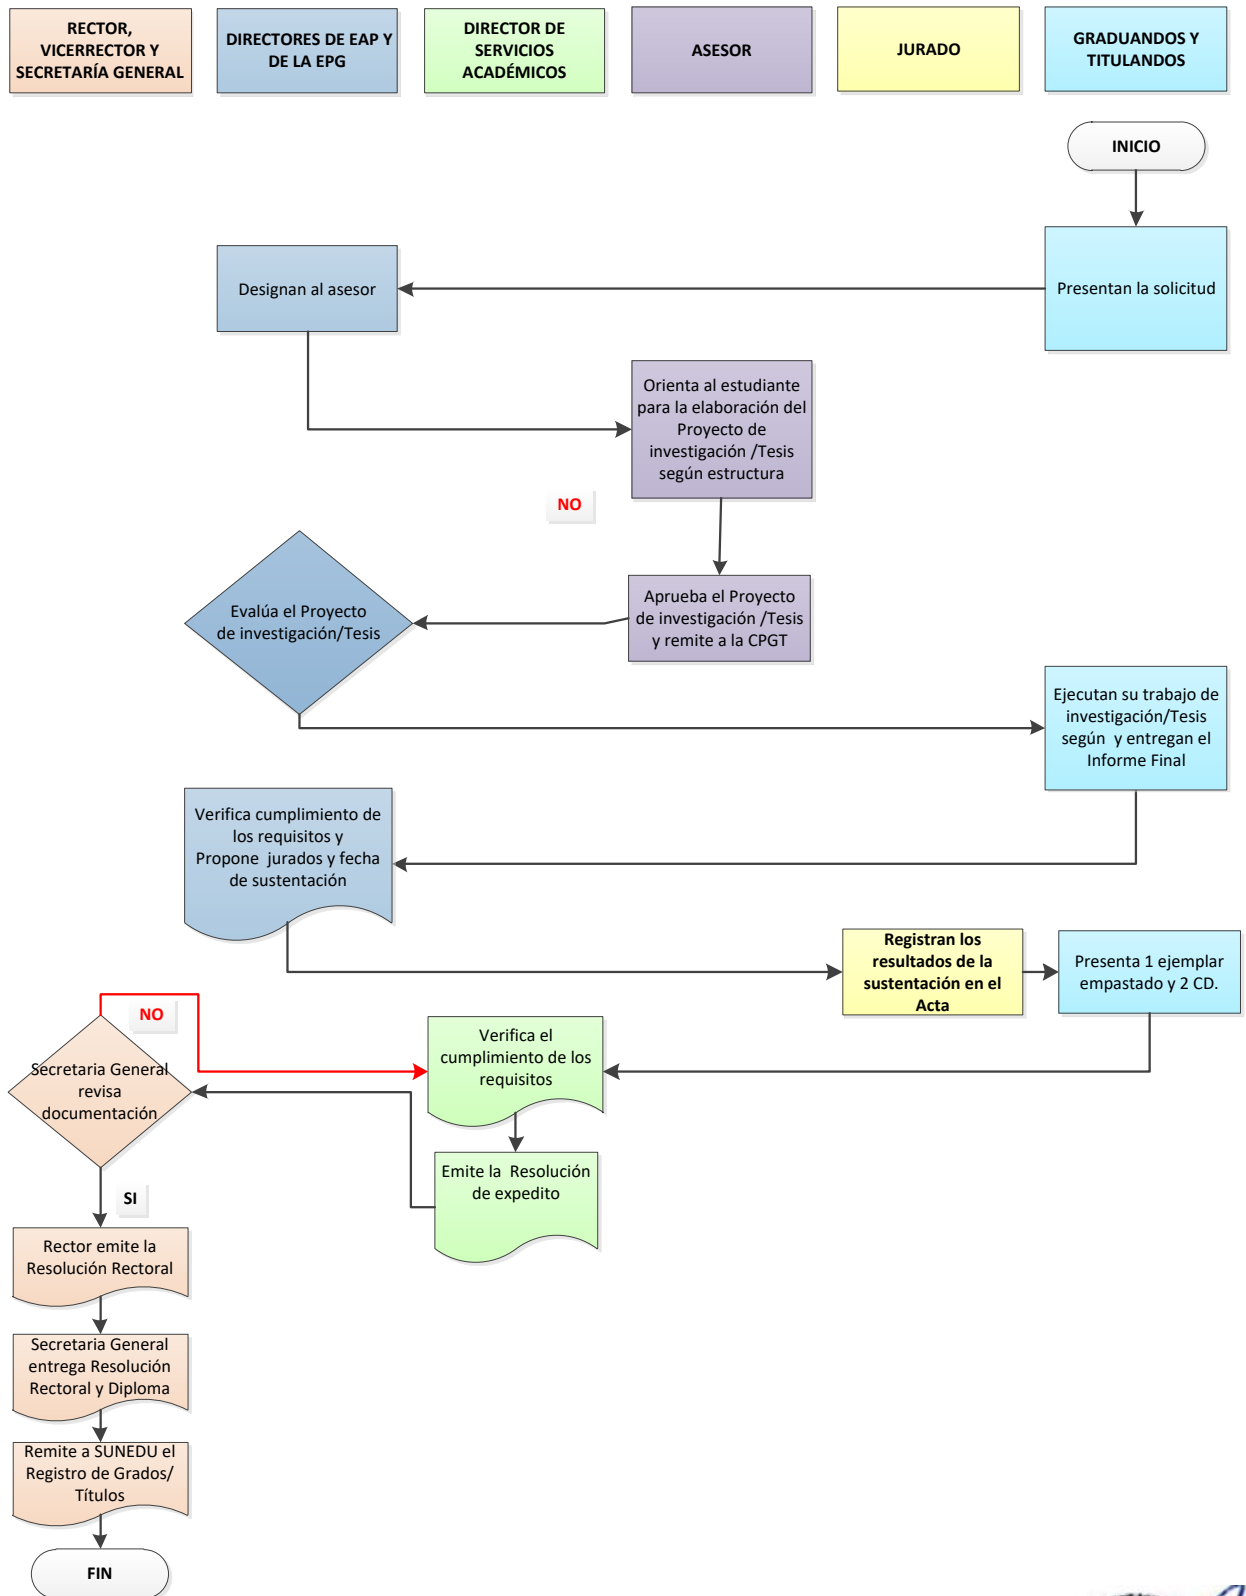 RECTOR,
VICERRECTOR Y
SECRETARÍA GENERAL
DIRECTORES DE EAP Y
DE LA EPG
DIRECTOR DE
SERVICIOS
ACADÉMICOS
ASESOR
JURADO
GRADUANDOS Y
TITULANDOS
INICIO
Presentan la solicitud
Designan al asesor
Orienta al estudiante
para la elaboración del
Proyecto de
investigación /Tesis
según estructura
NO
Aprueba el Proyecto
de investigación /Tesis
y remite a la CPGT
Evalúa el Proyecto
de investigación/Tesis
Ejecutan su trabajo de
investigación/Tesis
según y entregan el
Informe Final
Verifica cumplimiento de
los requisitos y
Propone jurados y fecha
de sustentación
Registran los
resultados de la
sustentación en el
Acta
Presenta 1 ejemplar
empastado y 2 CD.
NO
Verifica el
cumplimiento de los
requisitos
Secretaria General
revisa
documentación
Emite la Resolución
de expedito
SI
Rector emite la
Resolución Rectoral
Secretaria General
entrega Resolución
Rectoral y Diploma
Remite a SUNEDU el
Registro de Grados/
Títulos
FIN